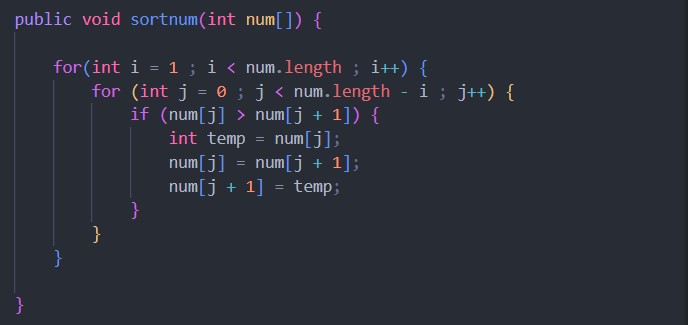 public void sortnum(int num[]) {
for(int i = 1 ; i < num.length ; i++) {
for (int j = 0 ; j < num.length - i ; j++) {
if (num[j] > num[j + 1]) {
int temp = num[j];
num[j] = num[j + 1];
num[j + 1] = temp;
}
}
}
}